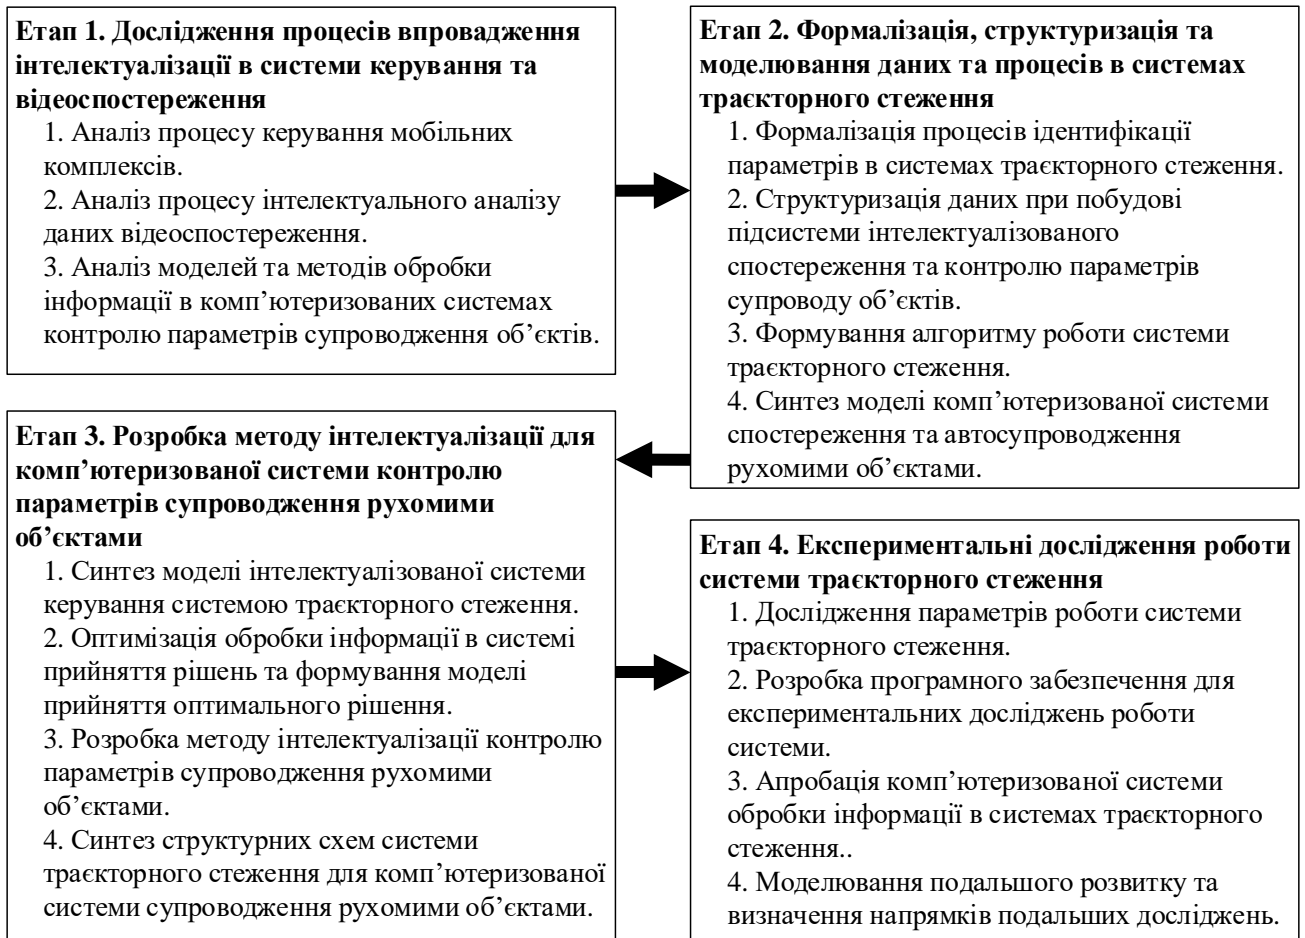 Етап 1. Дослідження процесів впровадження
інтелектуалізації в системи керування та
відеоспостереження
1. Аналіз процесу керування мобільних
комплексів.
2. Аналіз процесу інтелектуального аналізу
даних відеоспостереження.
3. Аналіз моделей та методів обробки
інформації в комп’ютеризованих системах
контролю параметрів супроводження об’єктів.
Етап 2. Формалізація, структуризація та
моделювання даних та процесів в системах
траєкторного стеження
1. Формалізація процесів ідентифікації
параметрів в системах траєкторного стеження.
2. Структуризація даних при побудові
підсистеми інтелектуалізованого
спостереження та контролю параметрів
супроводу об’єктів.
3. Формування алгоритму роботи системи
траєкторного стеження.
4. Синтез моделі комп’ютеризованої системи
спостереження та автосупроводження
рухомими об’єктами.
Етап 3. Розробка методу інтелектуалізації для
комп’ютеризованої системи контролю
параметрів супроводження рухомими
об’єктами
1. Синтез моделі інтелектуалізованої системи
керування системою траєкторного стеження.
2. Оптимізація обробки інформації в системі
прийняття рішень та формування моделі
прийняття оптимального рішення.
3. Розробка методу інтелектуалізації контролю
параметрів супроводження рухомими
об’єктами.
4. Синтез структурних схем системи
траєкторного стеження для комп’ютеризованої
системи супроводження рухомими об’єктами.
Етап 4. Експериментальні дослідження роботи
системи траєкторного стеження
1. Дослідження параметрів роботи системи
траєкторного стеження.
2. Розробка програмного забезпечення для
експериментальних досліджень роботи
системи.
3. Апробація комп’ютеризованої системи
обробки інформації в системах траєкторного
стеження..
4. Моделювання подальшого розвитку та
визначення напрямків подальших досліджень.